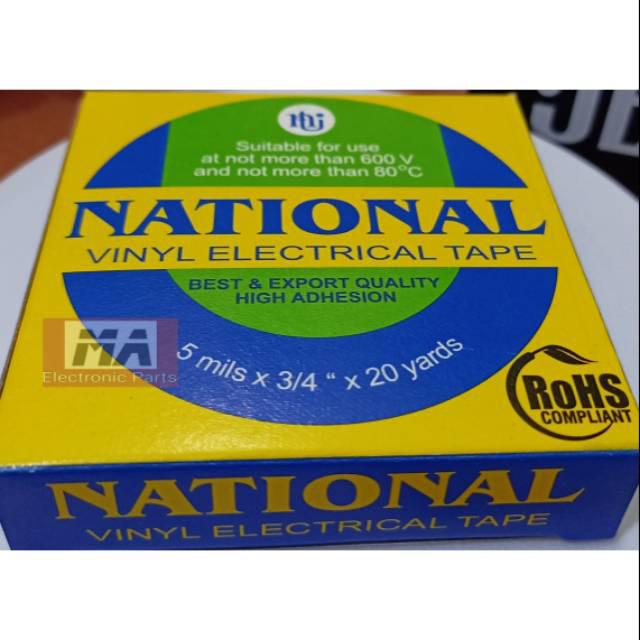 Suitable for use
at not more than 600 V
and not more than 80°C
NATIONAL
VINYL ELECTRICAL TAPE
BEST & EXPORT QUALITY
HIGH ADHESION
5 mils x 3/4 " x 20 yards
MA
Electronic Parts
RoHS
COMPLIANT
NATIONAL
VINYL ELECTRICAL TAPE